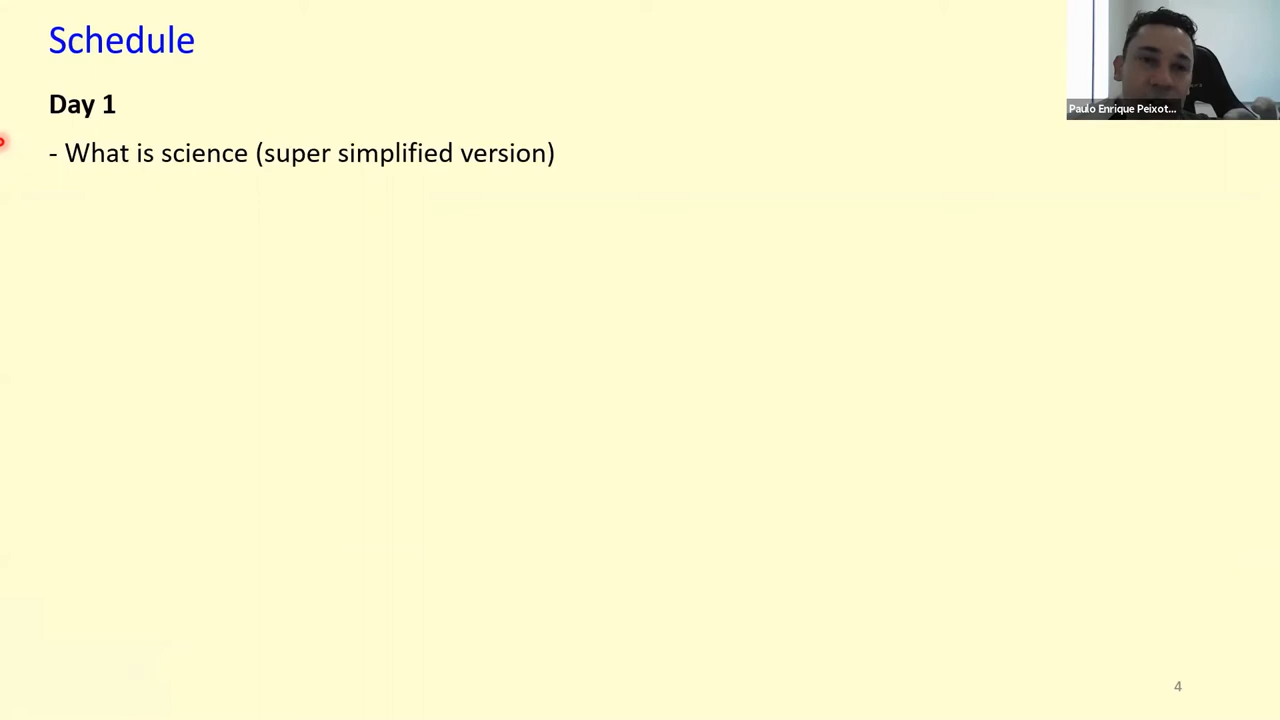 Schedule
Day 1
- What is science (super simplified version)
Paulo Enrique Peixot...
4